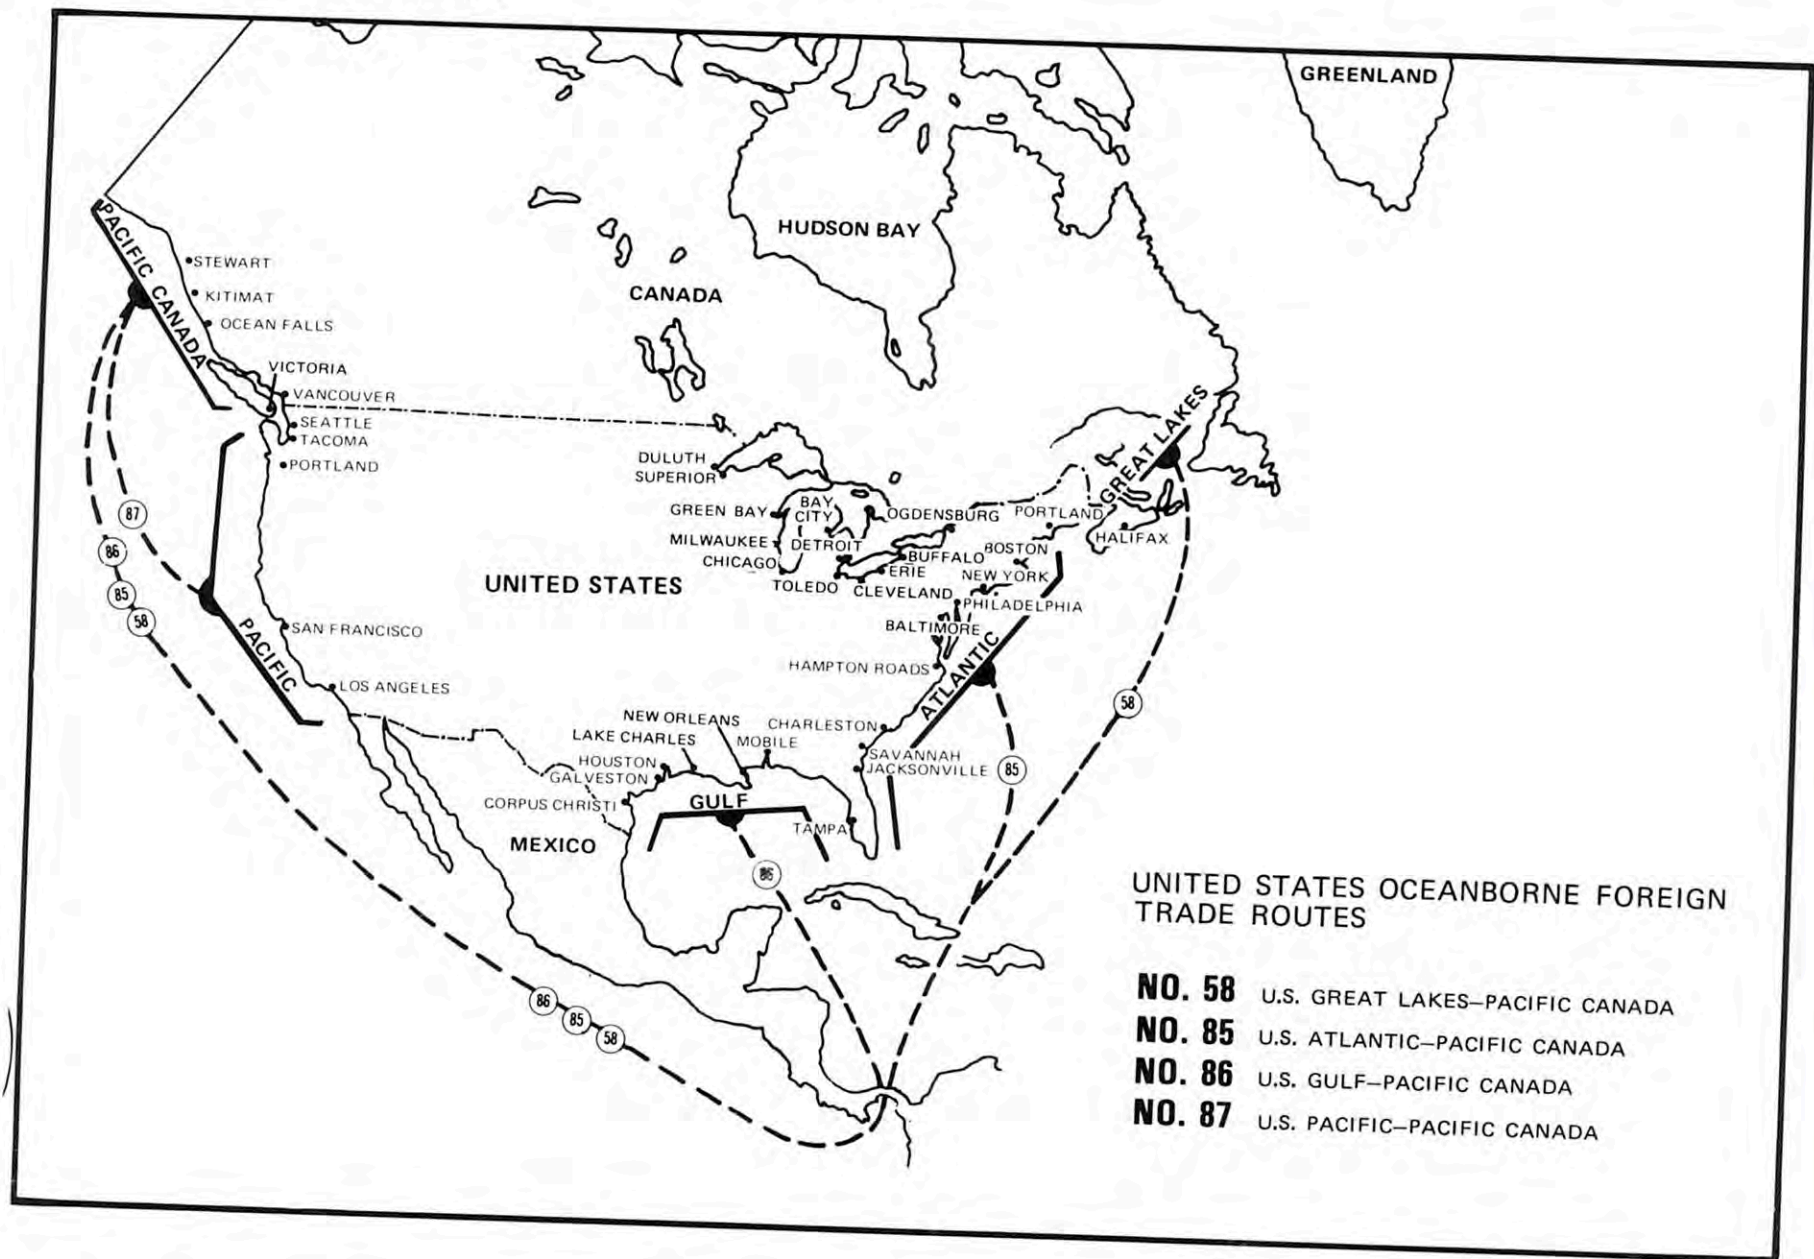 GREENLAND
HUDSON BAY
CANADA
PACIFIC CANADA
STEWART
KITIMAT
OCEAN FALLS
VICTORIA
VANCOUVER
SEATTLE
TACOMA
PORTLAND
GREAT LAKES
DULUTH
SUPERIOR
GREEN BAY
BAY
CITY
OGDENSBURG
PORTLAND
HALIFAX
MILWAUKEE
DETROIT
BUFFALO
BOSTON
CHICAGO
TOLEDO
CLEVELAND
ERIE
NEW YORK
PHILADELPHIA
BALTIMORE
HAMPTON ROADS
ATLANTIC
UNITED STATES
87
86
85
58
PACIFIC
SAN FRANCISCO
LOS ANGELES
58
NEW ORLEANS
LAKE CHARLES
MOBILE
CHARLESTON
HOUSTON
GALVESTON
SAVANNAH
JACKSONVILLE
85
CORPUS CHRISTI
GULF
TAMPA
MEXICO
86
86
85
58
UNITED STATES OCEANBORNE FOREIGN
TRADE ROUTES
NO. 58 U.S. GREAT LAKES–PACIFIC CANADA
NO. 85 U.S. ATLANTIC–PACIFIC CANADA
NO. 86 U.S. GULF–PACIFIC CANADA
NO. 87 U.S. PACIFIC–PACIFIC CANADA